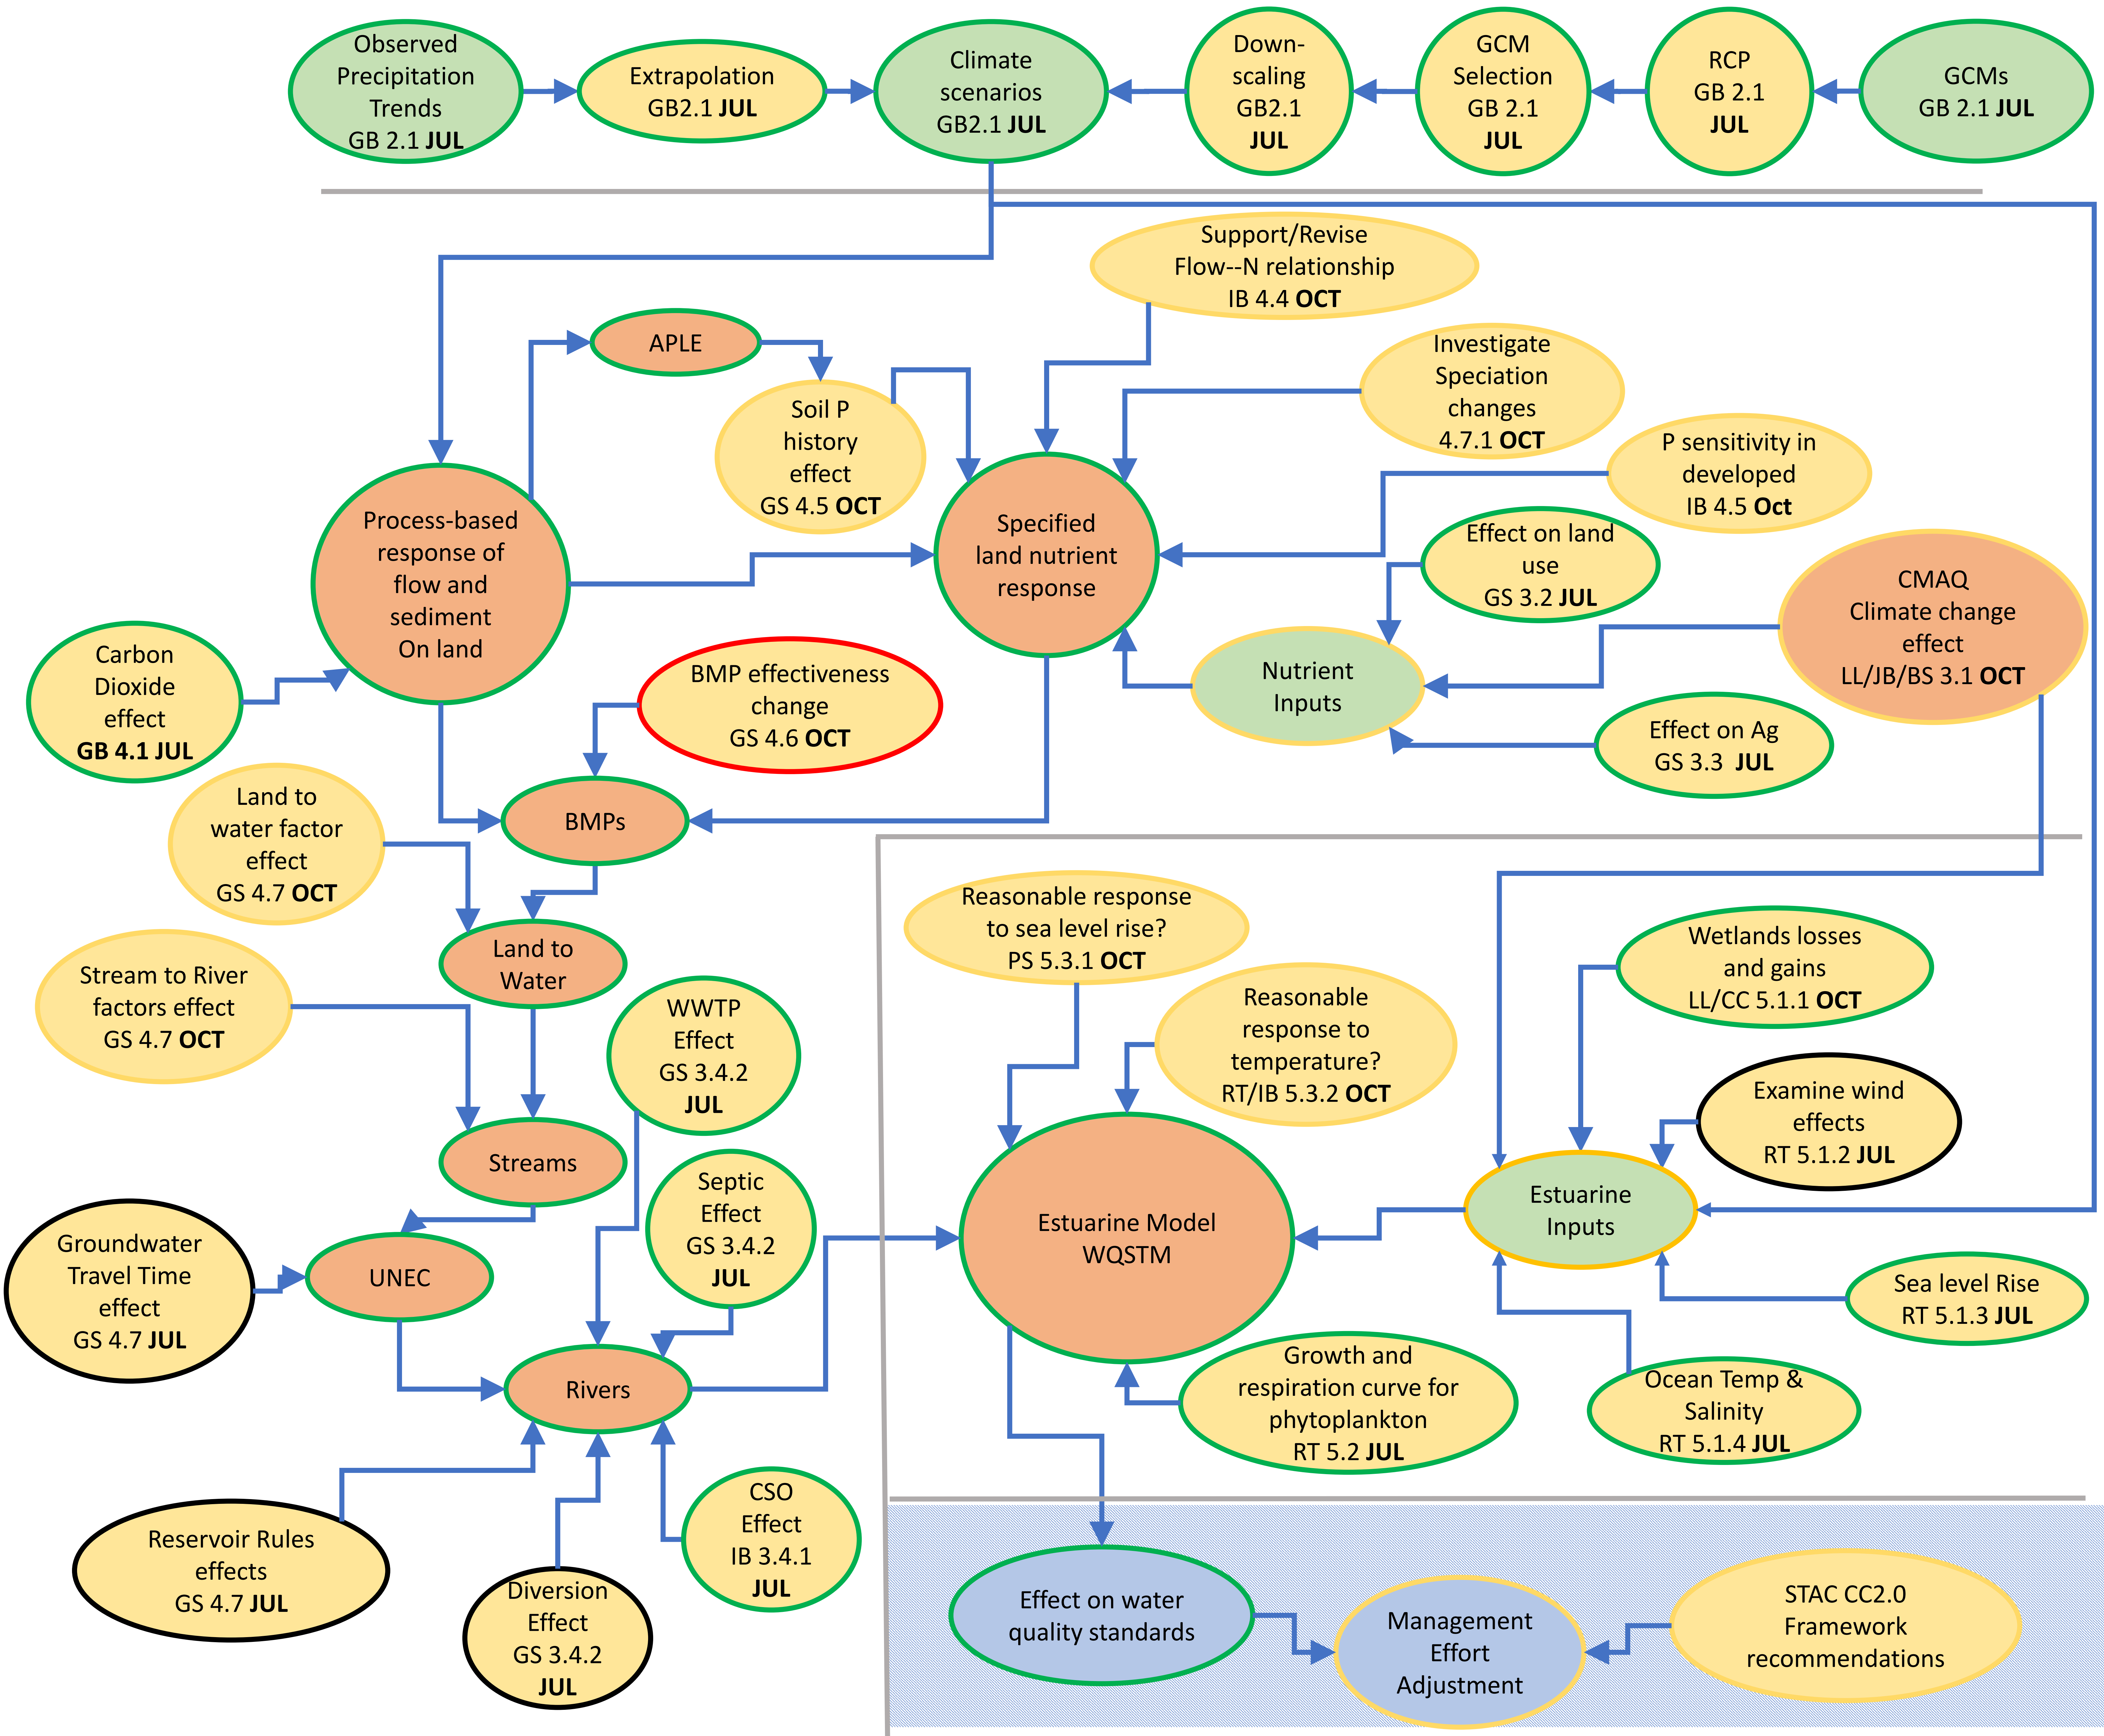 Observed
Precipitation
Trends
GB 2.1 JUL
Extrapolation
GB2.1 JUL
Climate
scenarios
GB2.1 JUL
Down-
scaling
GB2.1
JUL
GCM
Selection
GB 2.1
JUL
RCP
GB 2.1
JUL
GCMs
GB 2.1 JUL
Support/Revise
Flow--N relationship
IB 4.4 OCT
APLE
Investigate
Speciation
changes
4.7.1 OCT
Soil P
history
effect
GS 4.5 OCT
P sensitivity in
developed
IB 4.5 Oct
Process-based
response of
flow and
sediment
On land
Specified
land nutrient
response
Effect on land
use
GS 3.2 JUL
CMAQ
Climate change
effect
LL/JB/BS 3.1 OCT
Carbon
Dioxide
effect
GB 4.1 JUL
BMP effectiveness
change
GS 4.6 OCT
Nutrient
Inputs
Effect on Ag
GS 3.3 JUL
Land to
water factor
effect
GS 4.7 OCT
BMPs
Reasonable response
to sea level rise?
PS 5.3.1 OCT
Wetlands losses
and gains
LL/CC 5.1.1 OCT
Land to
Water
Stream to River
factors effect
GS 4.7 OCT
WWTP
Effect
GS 3.4.2
JUL
Reasonable
response to
temperature?
RT/IB 5.3.2 OCT
Examine wind
effects
RT 5.1.2 JUL
Streams
Septic
Effect
GS 3.4.2
JUL
Estuarine Model
WQSTM
Estuarine
Inputs
Groundwater
Travel Time
effect
GS 4.7 JUL
UNEC
Sea level Rise
RT 5.1.3 JUL
Rivers
Growth and
respiration curve for
phytoplankton
RT 5.2 JUL
Ocean Temp &
Salinity
RT 5.1.4 JUL
Reservoir Rules
effects
GS 4.7 JUL
CSO
Effect
IB 3.4.1
JUL
Diversion
Effect
GS 3.4.2
JUL
Effect on water
quality standards
Management
Effort
Adjustment
STAC CC2.0
Framework
recommendations